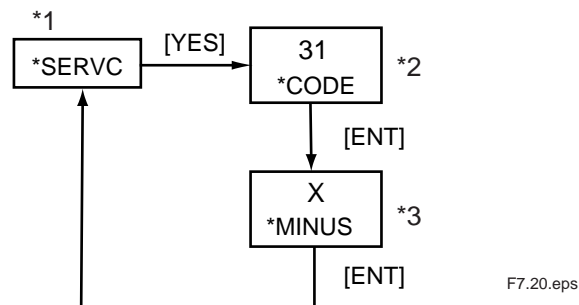 *1
*SERVC
[YES]
31
*CODE
*2
[ENT]
X
*MINUS
*3
[ENT]
F7.20.eps